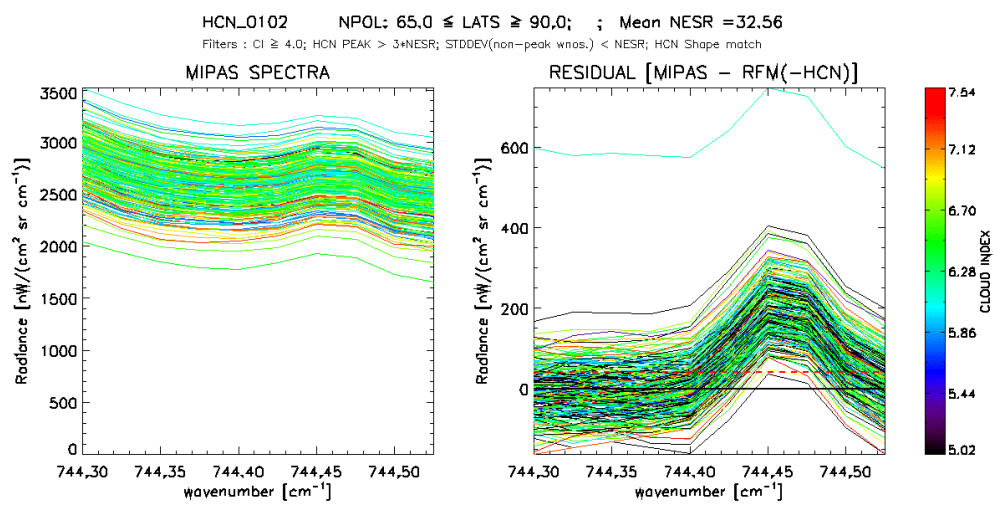 HCN_0102 NPOL: 65.0 ≤ LATS ≥ 90.0; ; Mean NESR =32.56
Filters : CI ≥ 4.0; HCN PEAK > 3*NESR; STDDEV(non-peak wnos.) < NESR; HCN Shape match
MIPAS SPECTRA
Radiance [nW/(cm² sr cm⁻¹)]
3500
3000
2500
2000
1500
1000
500
0
744.30 744.35 744.40 744.45 744.50
wavenumber [cm⁻¹]
RESIDUAL [MIPAS - RFM(-HCN)]
Radiance [nW/(cm² sr cm⁻¹)]
600
400
200
0
744.30 744.35 744.40 744.45 744.50
wavenumber [cm⁻¹]
7.54
7.12
6.70
6.28
5.86
5.44
5.02
CLOUD INDEX